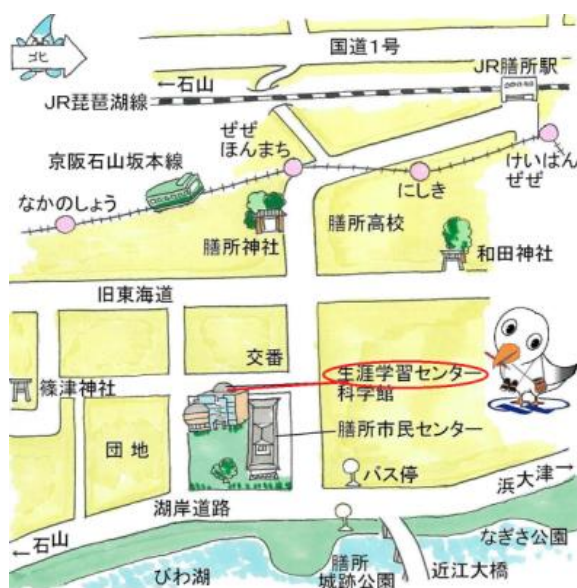 北
国道1号
←石山
JR膳所駅
JR琵琶湖線
ぜぜ
ほんまち
京阪石山坂本線
けいはん
ぜぜ
なかのしょう
にしき
膳所神社
膳所高校
和田神社
旧東海道
交番
生涯学習センター
科学館
篠津神社
膳所市民センター
団地
バス停
浜大津→
湖岸道路
←石山
なぎさ公園
びわ湖
膳所
城跡公園
近江大橋